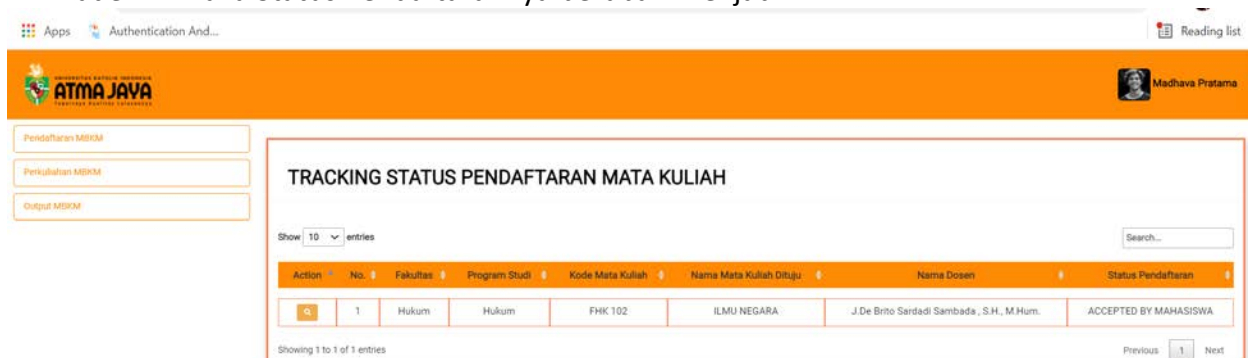 Apps Authentication And... Reading list
UNIVERSITAS KATOLIK INDONESIA
ATMA JAYA
Madhava Pratama
Pendaftaran MBKM
Perkuliahan MBKM
Output MBKM
TRACKING STATUS PENDAFTARAN MATA KULIAH
Show 10 entries Search...
Action No. Fakultas Program Studi Kode Mata Kuliah Nama Mata Kuliah Dituju Nama Dosen Status Pendaftaran
1 Hukum Hukum FHK 102 ILMU NEGARA J.De Brito Sardadi Sambada , S.H., M.Hum. ACCEPTED BY MAHASISWA
Showing 1 to 1 of 1 entries Previous 1 Next